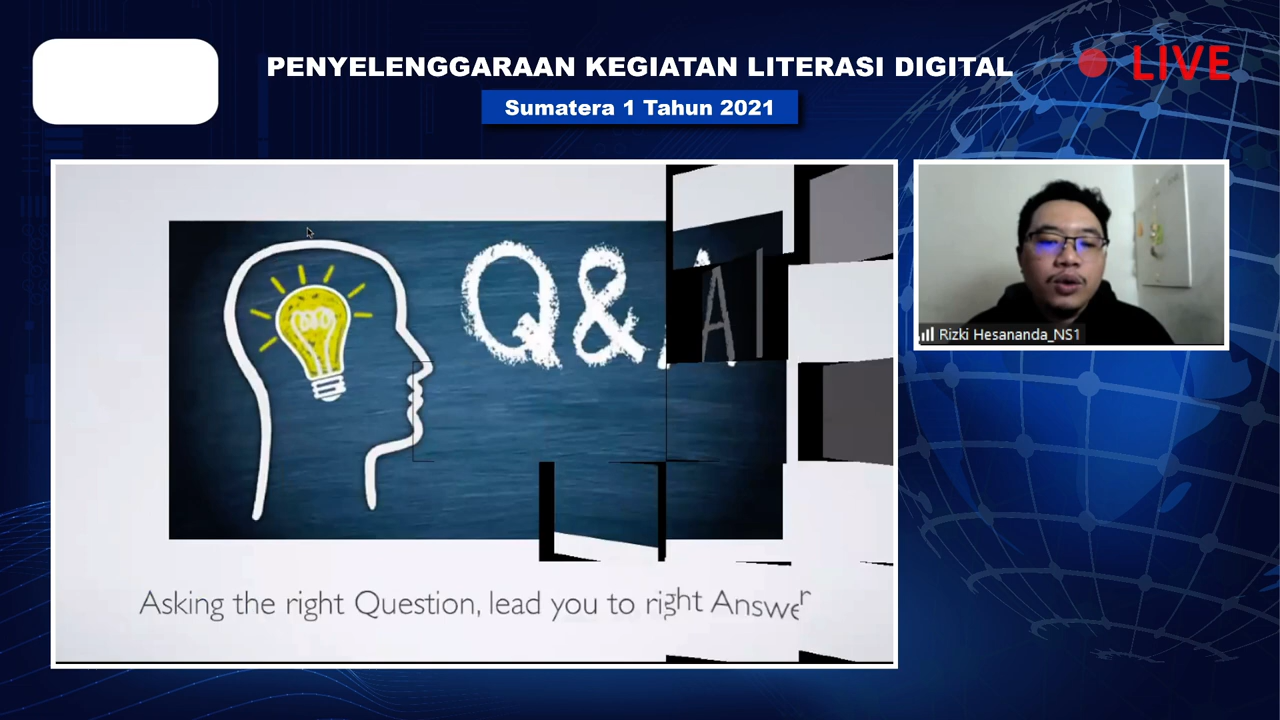 PENYELENGGARAAN KEGIATAN LITERASI DIGITAL
LIVE
Sumatera 1 Tahun 2021
Q&A
Asking the right Question, lead you to right Answer
Rizki Hesananda_NS1